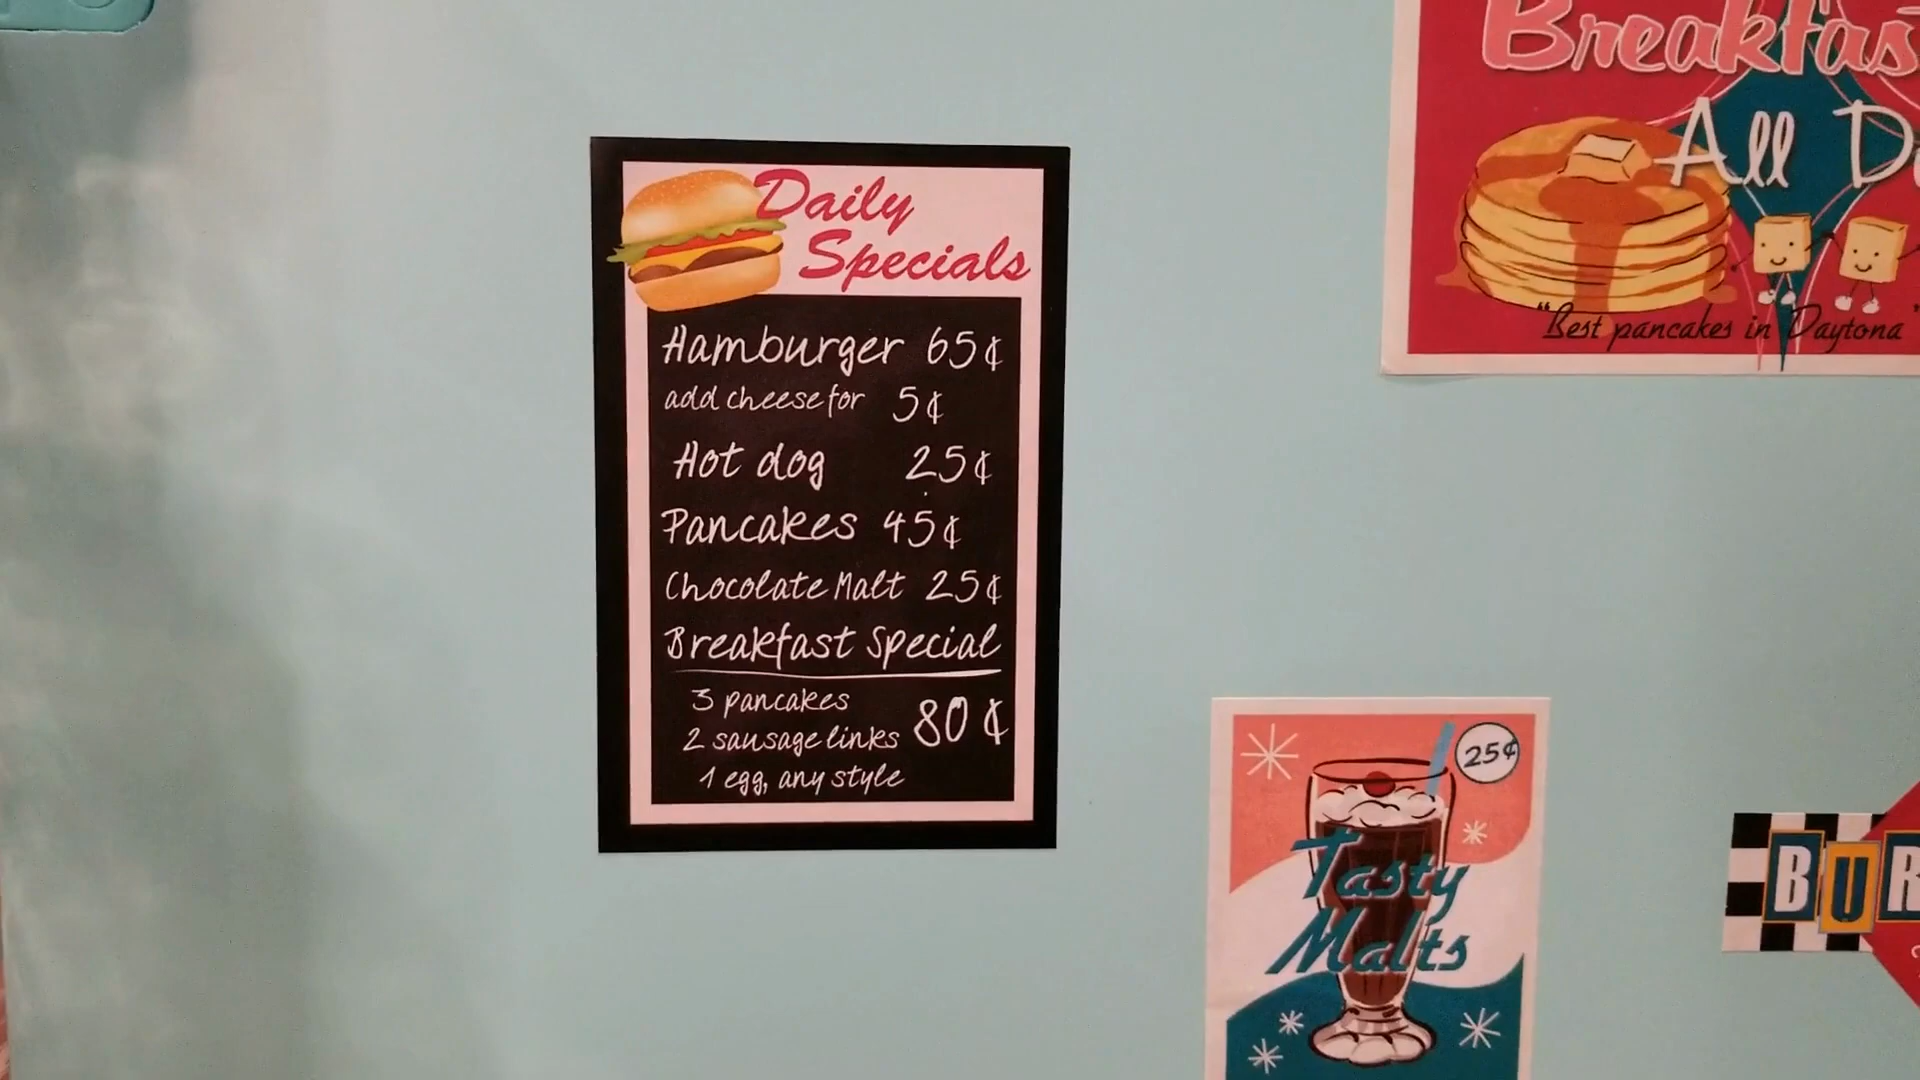 Daily
Specials
Hamburger 65¢
add cheese for 5¢
Hot dog 25¢
Pancakes 45¢
Chocolate Malt 25¢
Breakfast Special
3 pancakes
2 sausage links 80¢
1 egg, any style
Breakfas
All D
"Best pancakes in Daytona"
25¢
Tasty
Malts
BUR